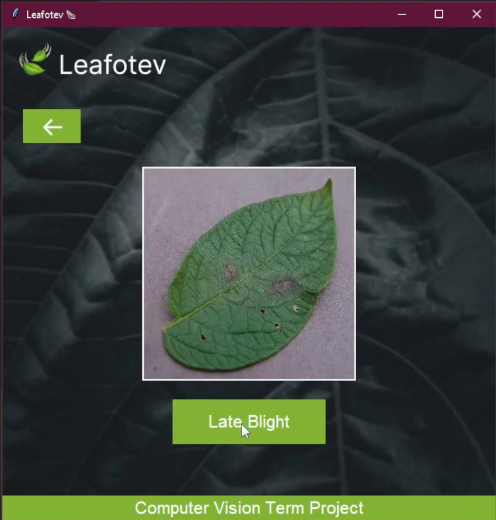 Leafotev
Leafotev
Late Blight
Computer Vision Term Project